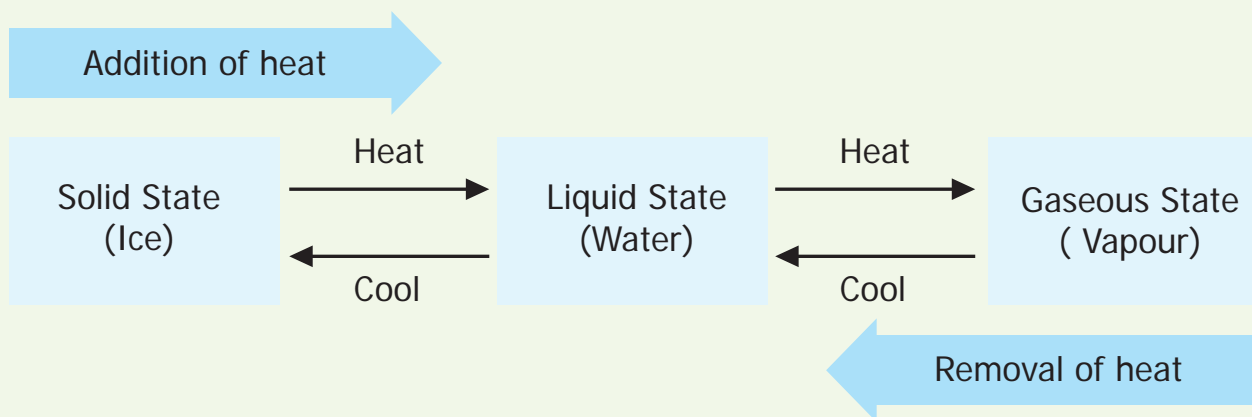 Addition of heat
Heat
Heat
Solid State
(Ice)
Liquid State
(Water)
Gaseous State
( Vapour)
Cool
Cool
Removal of heat